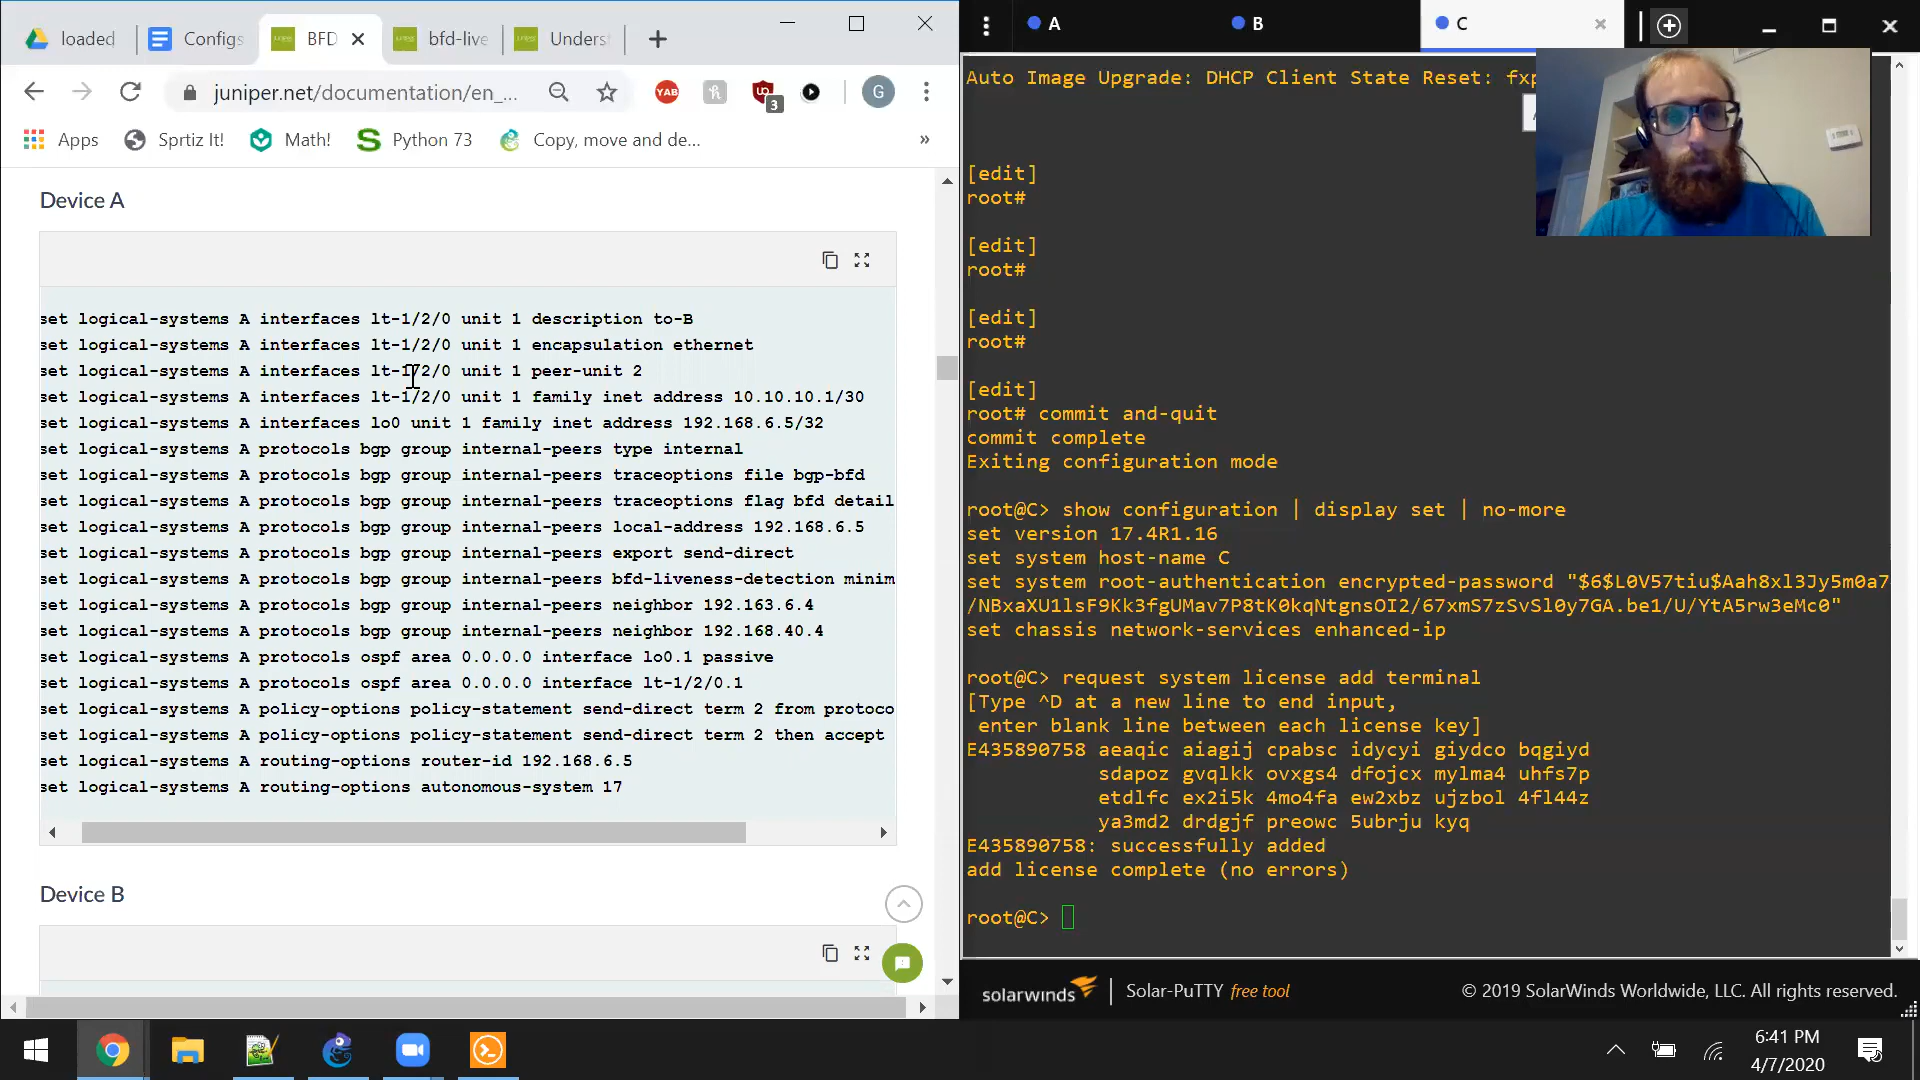 loaded
Configs
BFD
bfd-live
Underst
A
B
C
juniper.net/documentation/en_...
YAB
3
G
Apps
Sprtiz It!
Math!
Python 73
Copy, move and de...
»
Device A
set logical-systems A interfaces lt-1/2/0 unit 1 description to-B
set logical-systems A interfaces lt-1/2/0 unit 1 encapsulation ethernet
set logical-systems A interfaces lt-1/2/0 unit 1 peer-unit 2
set logical-systems A interfaces lt-1/2/0 unit 1 family inet address 10.10.10.1/30
set logical-systems A interfaces lo0 unit 1 family inet address 192.168.6.5/32
set logical-systems A protocols bgp group internal-peers type internal
set logical-systems A protocols bgp group internal-peers traceoptions file bgp-bfd
set logical-systems A protocols bgp group internal-peers traceoptions flag bfd detail
set logical-systems A protocols bgp group internal-peers local-address 192.168.6.5
set logical-systems A protocols bgp group internal-peers export send-direct
set logical-systems A protocols bgp group internal-peers bfd-liveness-detection minim
set logical-systems A protocols bgp group internal-peers neighbor 192.163.6.4
set logical-systems A protocols bgp group internal-peers neighbor 192.168.40.4
set logical-systems A protocols ospf area 0.0.0.0 interface lo0.1 passive
set logical-systems A protocols ospf area 0.0.0.0 interface lt-1/2/0.1
set logical-systems A policy-options policy-statement send-direct term 2 from protoco
set logical-systems A policy-options policy-statement send-direct term 2 then accept
set logical-systems A routing-options router-id 192.168.6.5
set logical-systems A routing-options autonomous-system 17
Device B
Auto Image Upgrade: DHCP Client State Reset: fxp
[edit]
root#
[edit]
root#
[edit]
root#
[edit]
root# commit and-quit
commit complete
Exiting configuration mode
root@C> show configuration | display set | no-more
set version 17.4R1.16
set system host-name C
set system root-authentication encrypted-password "$6$L0V57tiu$Aah8xl3Jy5m0a7
/NBxaXU1lsF9Kk3fgUMav7P8tK0kqNtgnsOI2/67xmS7zSvSl0y7GA.be1/U/YtA5rw3eMc0"
set chassis network-services enhanced-ip
root@C> request system license add terminal
[Type ^D at a new line to end input,
enter blank line between each license key]
E435890758 aeaqic aiagij cpabsc idycyi giydco bqgiyd
sdapoz gvqlkk ovxgs4 dfojcx mylma4 uhfs7p
etdlfc ex2i5k 4mo4fa ew2xbz ujzbol 4fl44z
ya3md2 drdgjf preowc 5ubrju kyq
E435890758: successfully added
add license complete (no errors)
root@C>
solarwinds
Solar-PuTTY free tool
© 2019 SolarWinds Worldwide, LLC. All rights reserved.
6:41 PM
4/7/2020